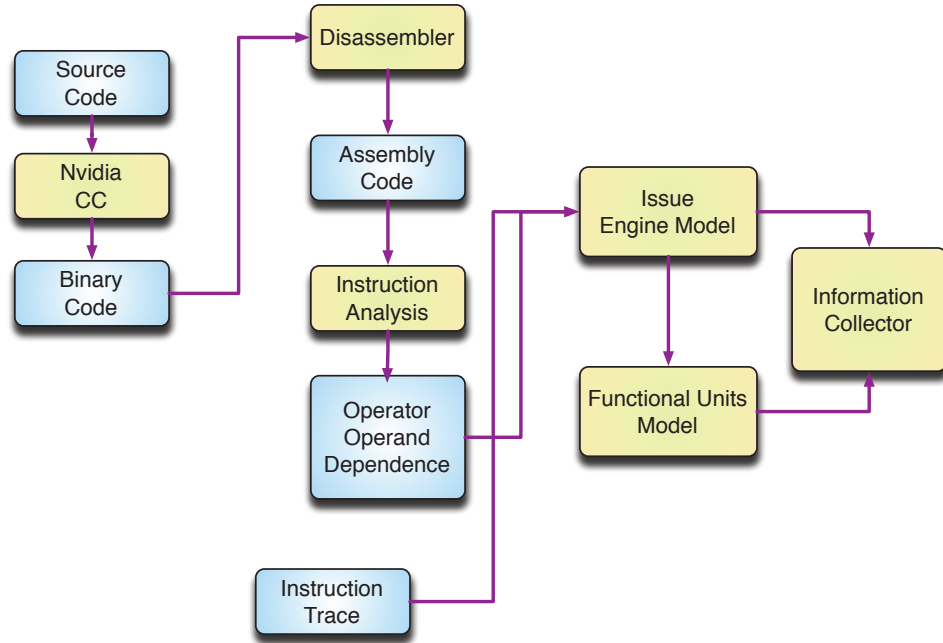 Source
Code
Nvidia
CC
Binary
Code
Disassembler
Assembly
Code
Instruction
Analysis
Operator
Operand
Dependence
Instruction
Trace
Issue
Engine Model
Functional Units
Model
Information
Collector